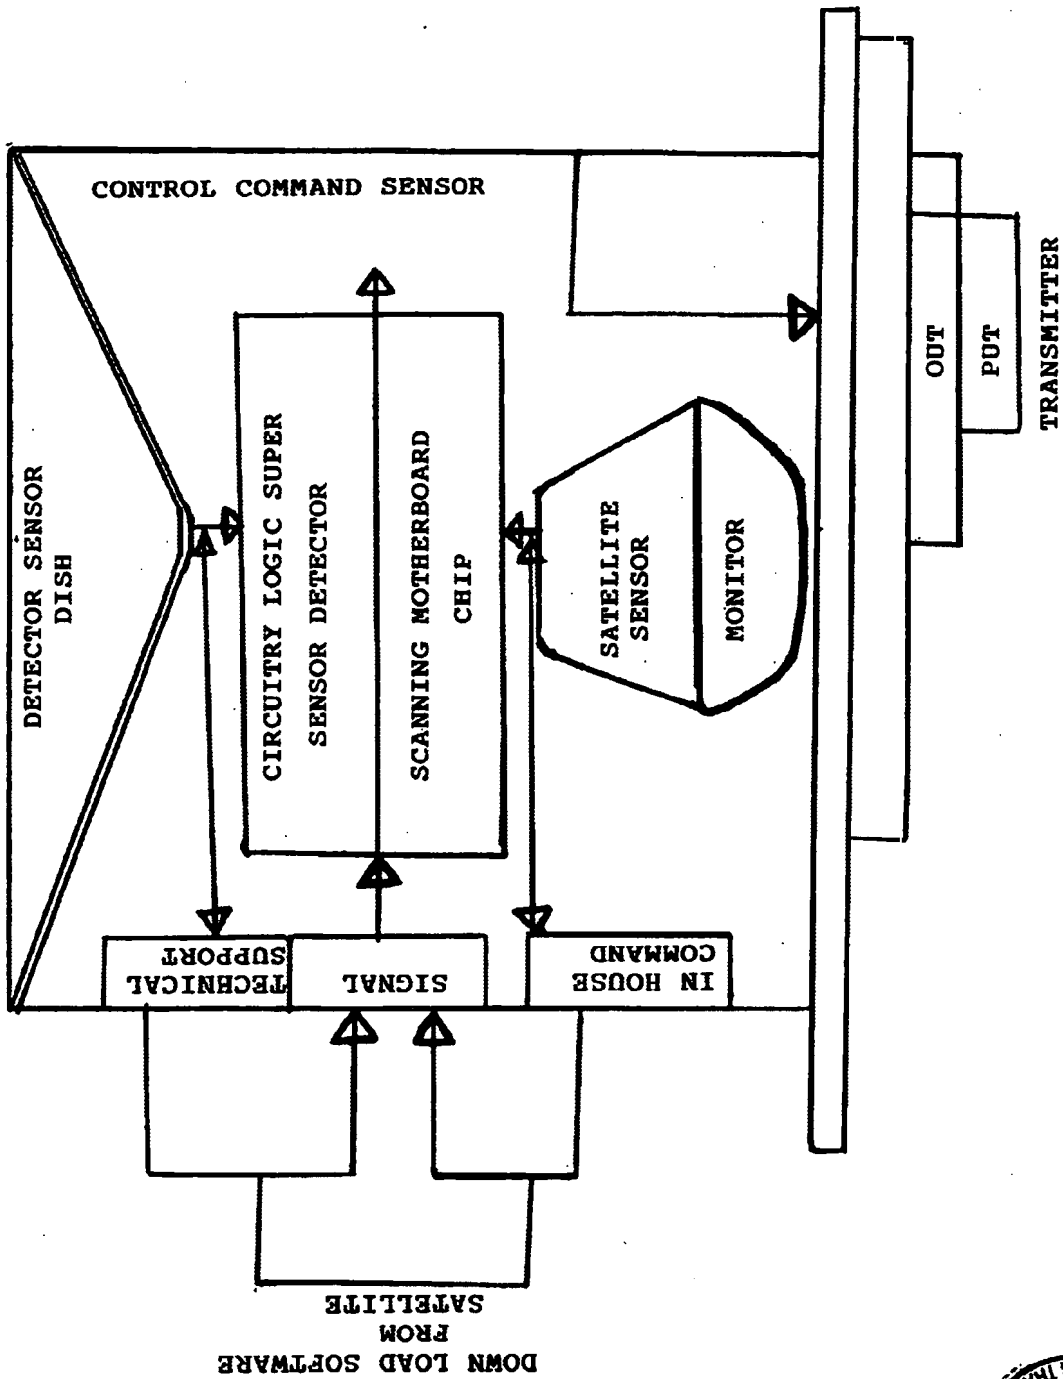 DETECTOR SENSOR
DISH
CONTROL COMMAND SENSOR
CIRCUITRY LOGIC SUPER
SENSOR DETECTOR
SCANNING MOTHERBOARD
CHIP
SATELLITE
SENSOR
MONITOR
TECHNICAL
SUPPORT
SIGNAL
IN HOUSE
COMMAND
DOWN LOAD SOFTWARE
FROM
SATELLITE
OUT
PUT
TRANSMITTER